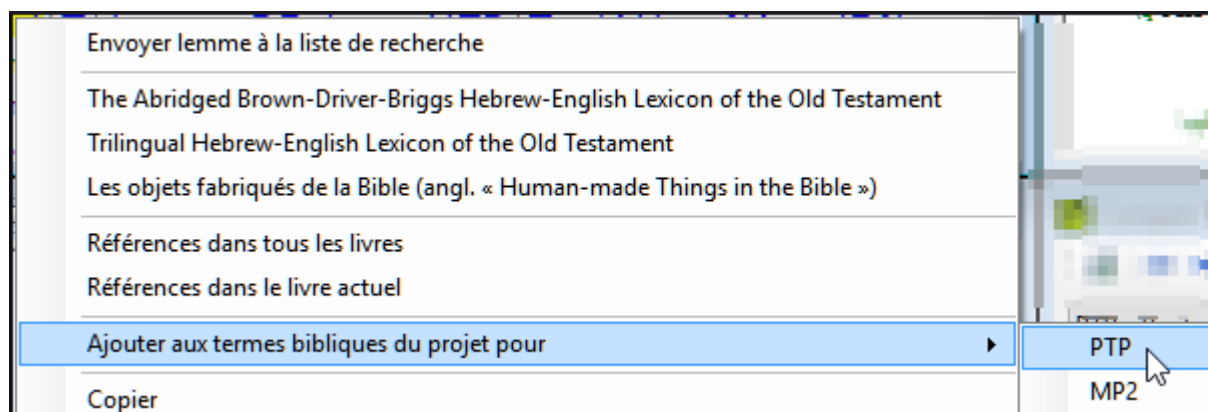 Envoyer lemme à la liste de recherche
The Abridged Brown-Driver-Briggs Hebrew-English Lexicon of the Old Testament
Trilingual Hebrew-English Lexicon of the Old Testament
Les objets fabriqués de la Bible (angl. « Human-made Things in the Bible »)
Références dans tous les livres
Références dans le livre actuel
Ajouter aux termes bibliques du projet pour
PTP
Copier
MP2